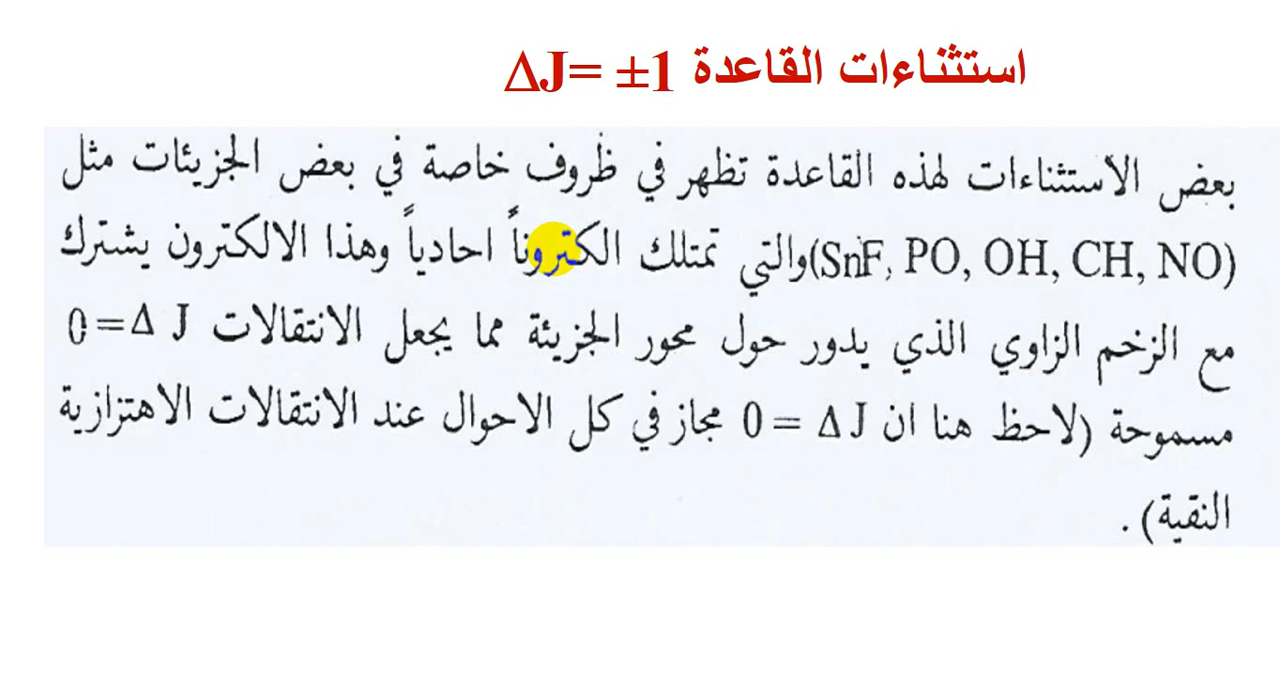 استثناءات القاعدة ΔJ= ±1
بعض الاستثناءات لهذه القاعدة تظهر في ظروف خاصة في بعض الجزيئات مثل
(SnF, PO, OH, CH, NO)والتي تمتلك الكتروناً احادياً وهذا الالكترون يشترك
مع الزخم الزاوي الذي يدور حول محور الجزيئة مما يجعل الانتقالات Δ J = 0
مسموحة (لاحظ هنا ان ΔJ = 0 مجاز في كل الاحوال عند الانتقالات الاهتزازية
النقية) .